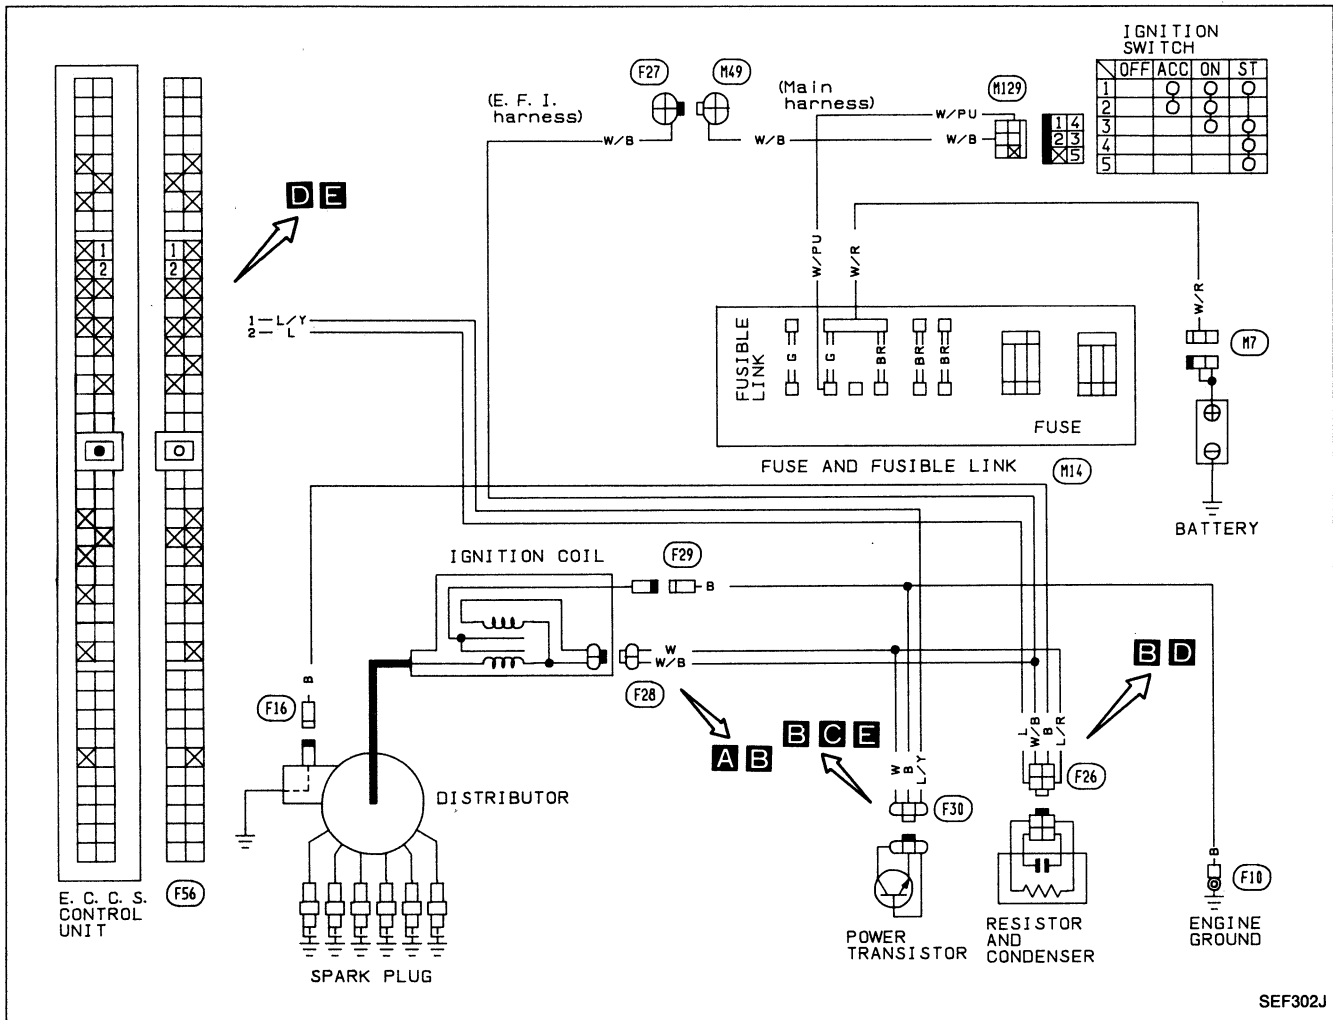 IGNITION
SWITCH
OFF ACC ON ST
1
2
3
4
5
F27
M49
(E. F. I.
harness)
(Main
harness)
M129
W/PU
W/B
W/B
W/B
1 4
2 3
5
D E
1
2
1
2
W/PU
W/R
W/R
1 L/Y
2 L
FUSIBLE
LINK
G
G
BR
BR
BR
M7
FUSE
FUSE AND FUSIBLE LINK
M14
BATTERY
IGNITION COIL
F29
B
W
W/B
B D
F28
B
F16
A B
B C E
L
W/B
B
L/R
W
B
L/Y
F26
F30
DISTRIBUTOR
B
F10
E. C. C. S.
CONTROL
UNIT
F56
SPARK PLUG
POWER
TRANSISTOR
RESISTOR
AND
CONDENSER
ENGINE
GROUND
SEF302J